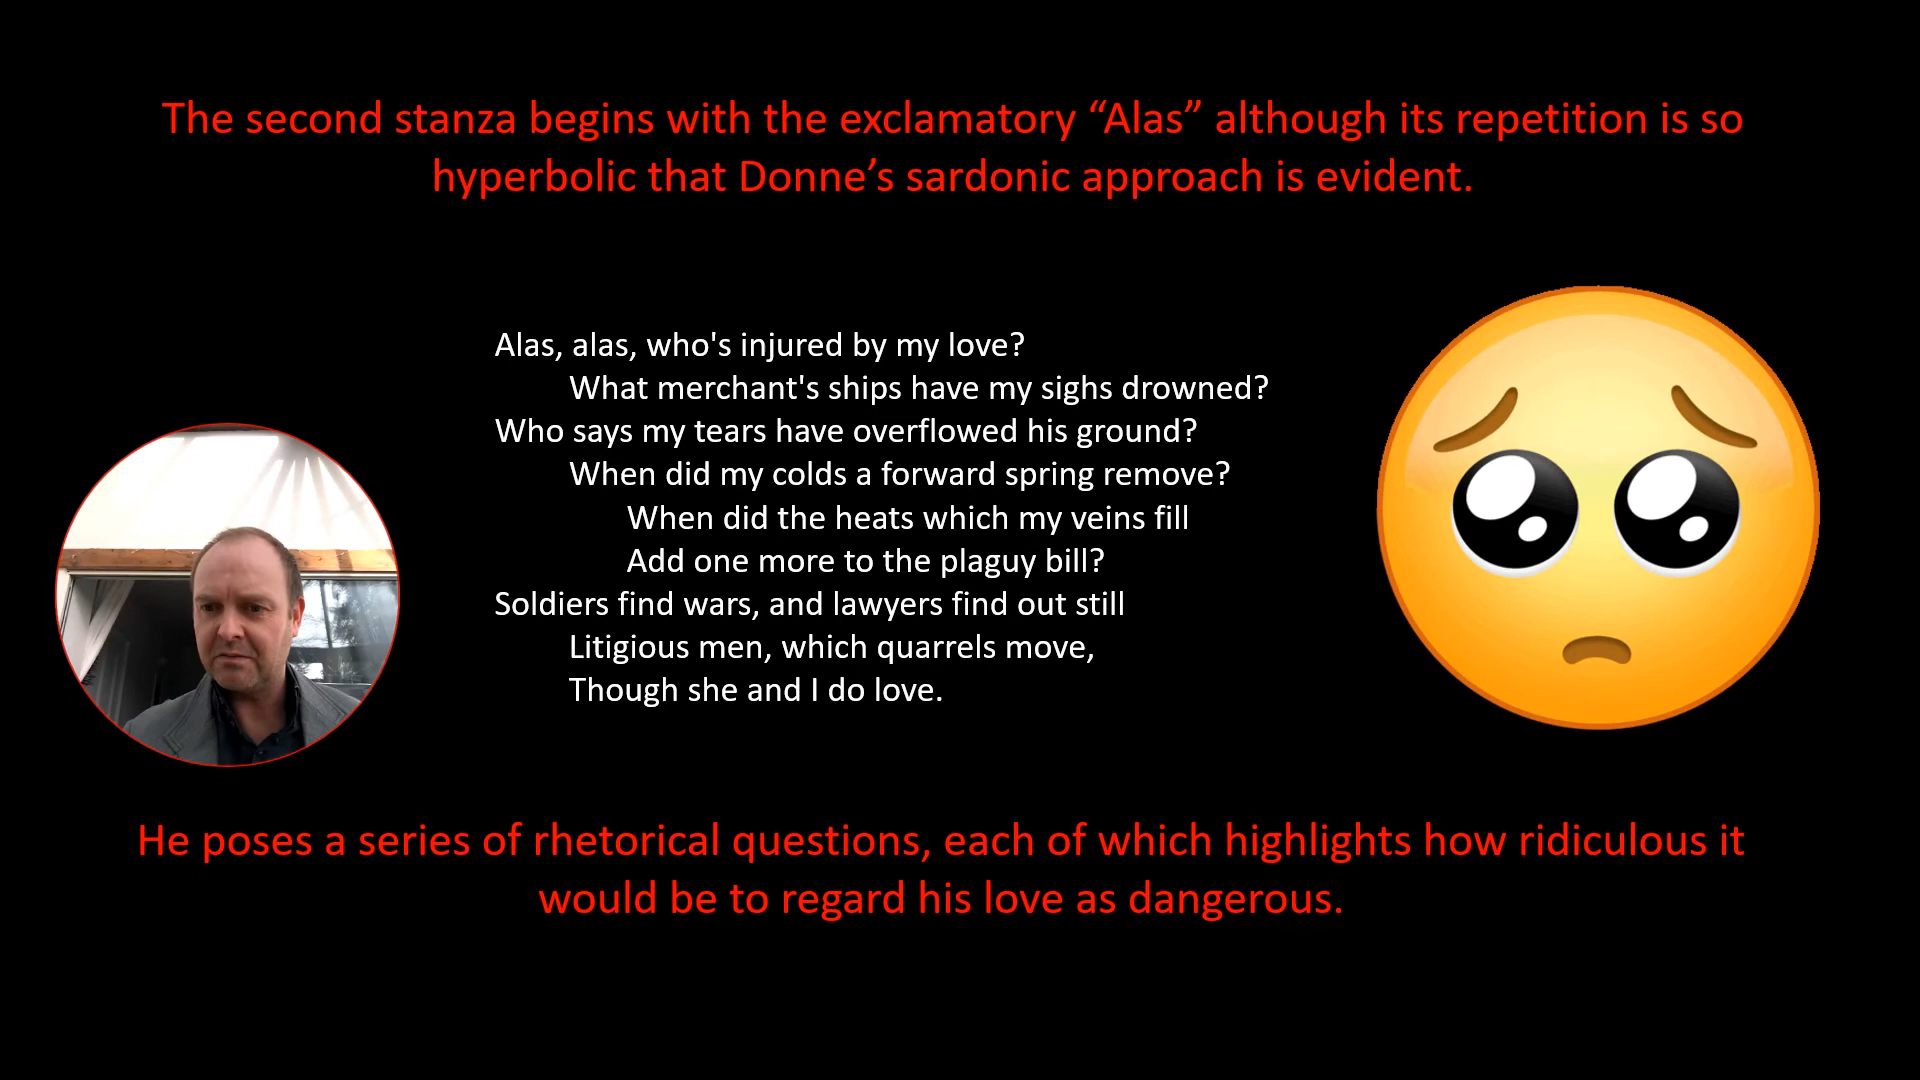 The second stanza begins with the exclamatory “Alas” although its repetition is so
hyperbolic that Donne’s sardonic approach is evident.
Alas, alas, who's injured by my love?
What merchant's ships have my sighs drowned?
Who says my tears have overflowed his ground?
When did my colds a forward spring remove?
When did the heats which my veins fill
Add one more to the plaguy bill?
Soldiers find wars, and lawyers find out still
Litigious men, which quarrels move,
Though she and I do love.
He poses a series of rhetorical questions, each of which highlights how ridiculous it
would be to regard his love as dangerous.